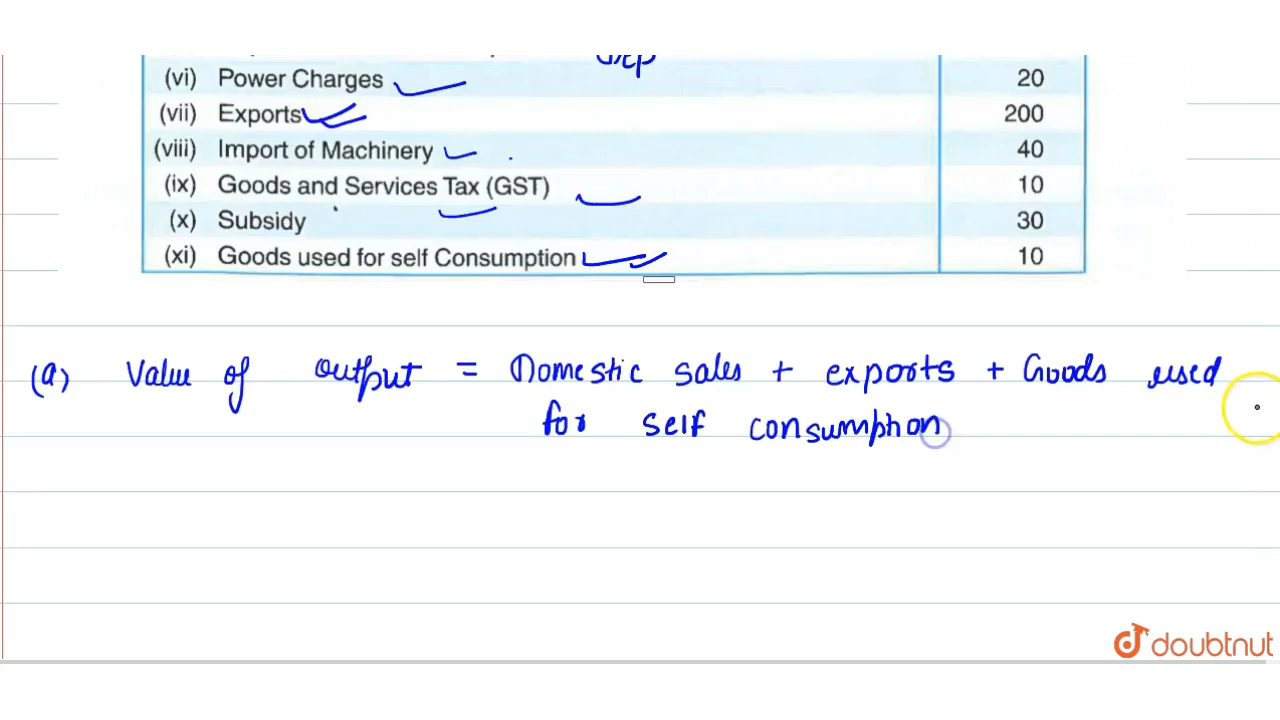 (vi) Power Charges 20
(vii) Exports 200
(viii) Import of Machinery 40
(ix) Goods and Services Tax (GST) 10
(x) Subsidy 30
(xi) Goods used for self Consumption 10
(a) Value of output = Domestic sales + exports + Goods used
for self consumption
doubtnut